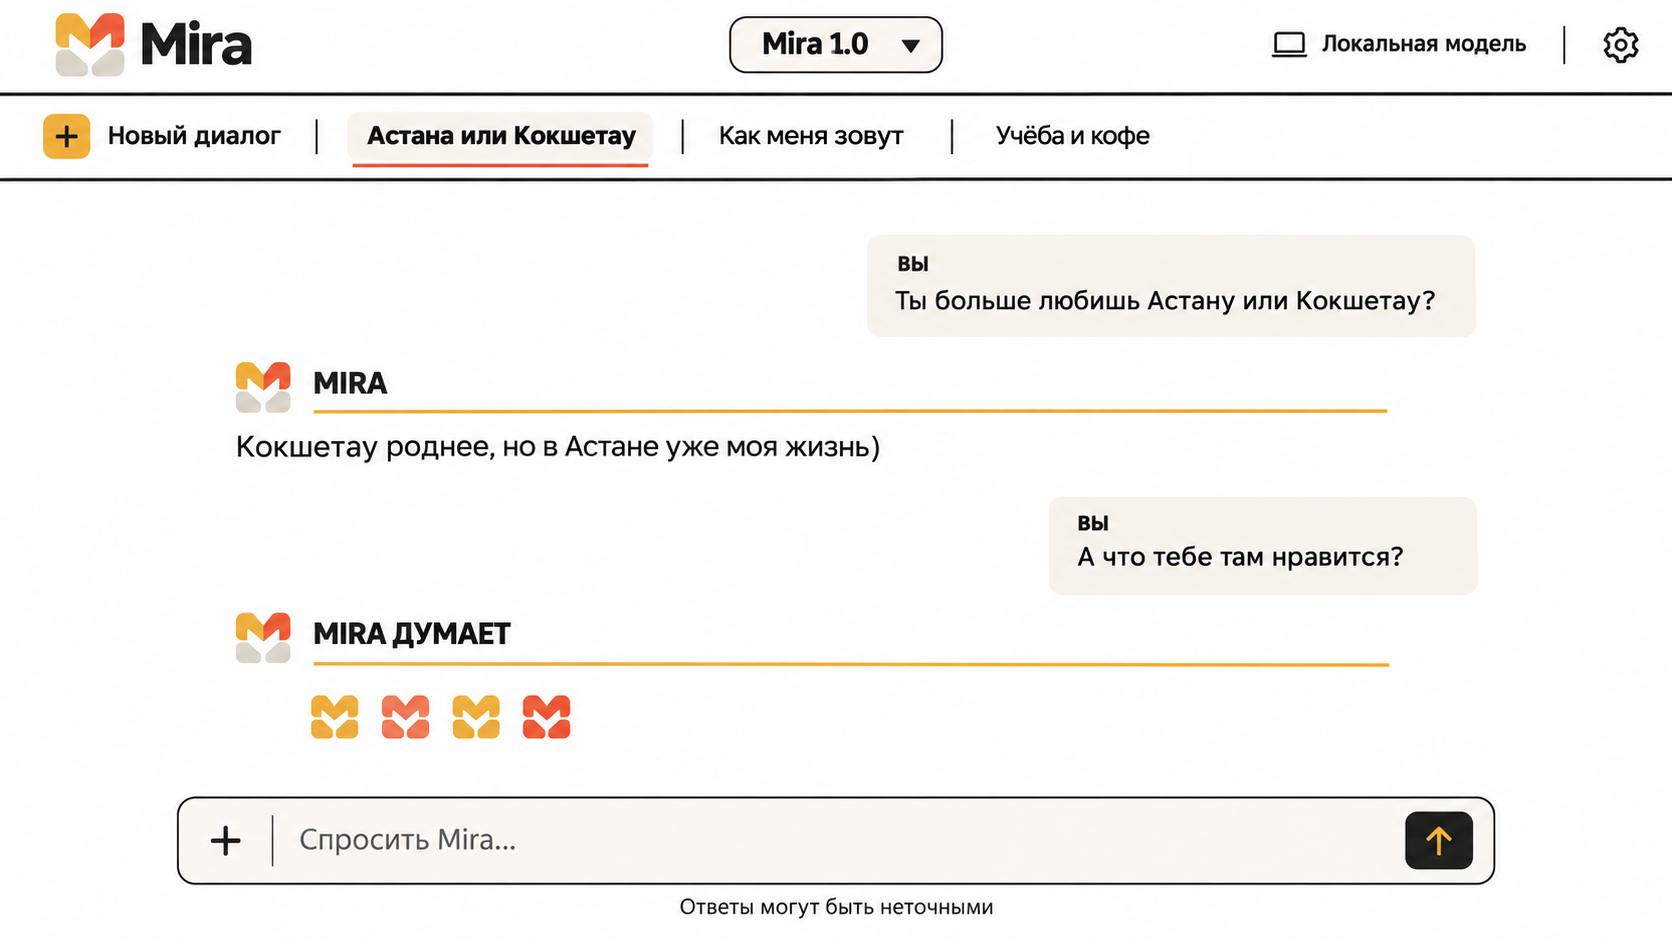 Mira
Mira 1.0
Локальная модель
Новый диалог
Астана или Кокшетау
Как меня зовут
Учёба и кофе
ВЫ
Ты больше любишь Астану или Кокшетау?
MIRA
Кокшетау роднее, но в Астане уже моя жизнь)
ВЫ
А что тебе там нравится?
MIRA ДУМАЕТ
Спросить Mira...
Ответы могут быть неточными